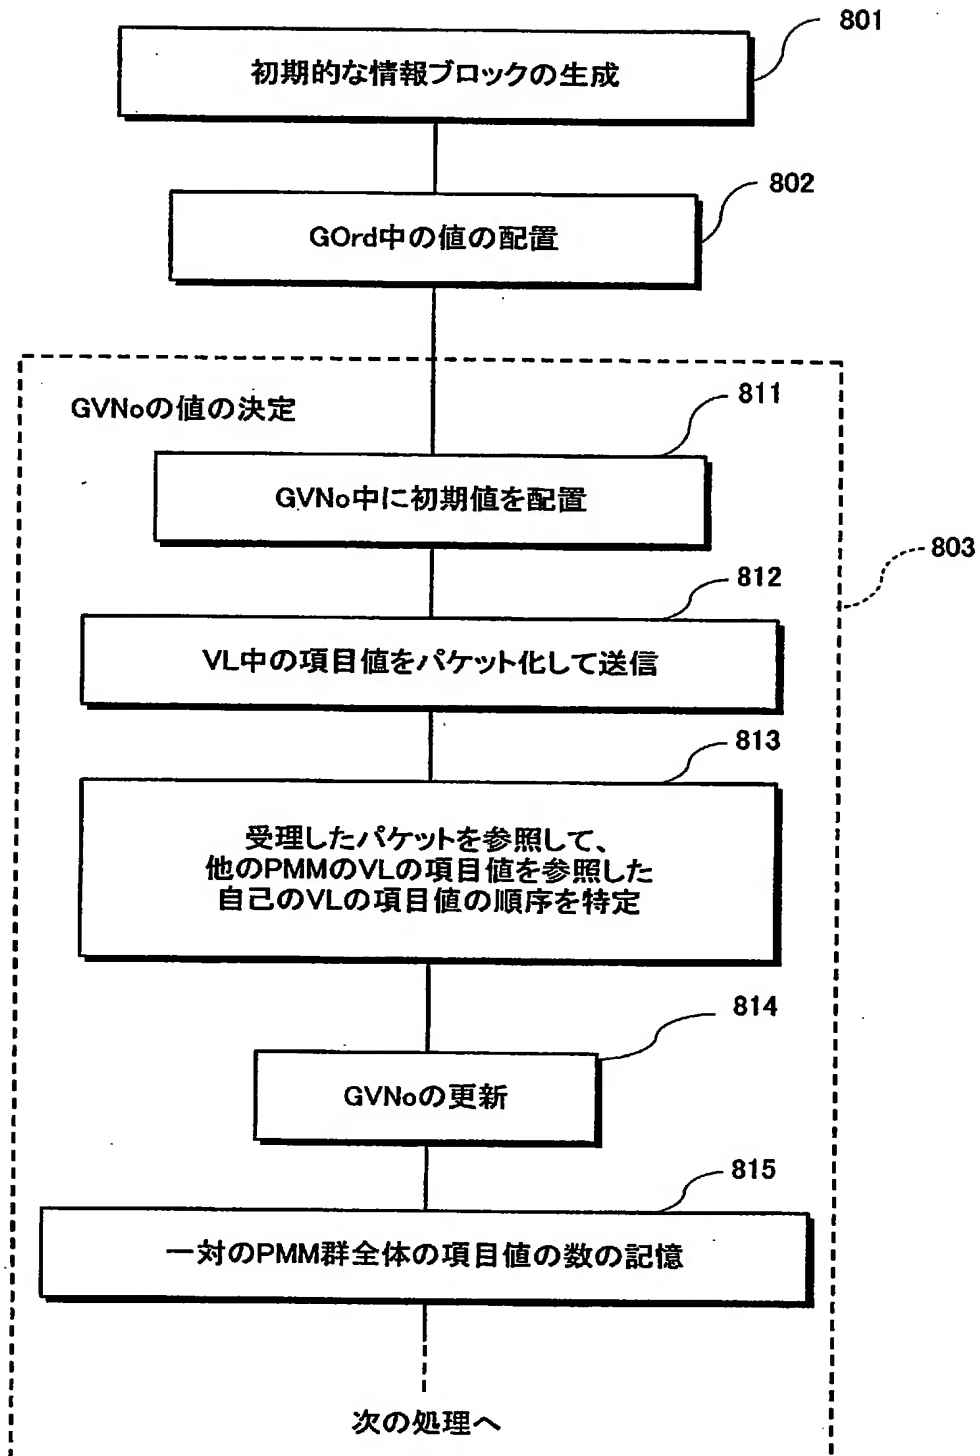 801
初期的な情報ブロックの生成
802
GOrd中の値の配置
GVNoの値の決定
811
GVNo中に初期値を配置
803
812
VL中の項目値をパケット化して送信
813
受理したパケットを参照して、
他のPMMのVLの項目値を参照した
自己のVLの項目値の順序を特定
814
GVNoの更新
815
一対のPMM群全体の項目値の数の記憶
次の処理へ